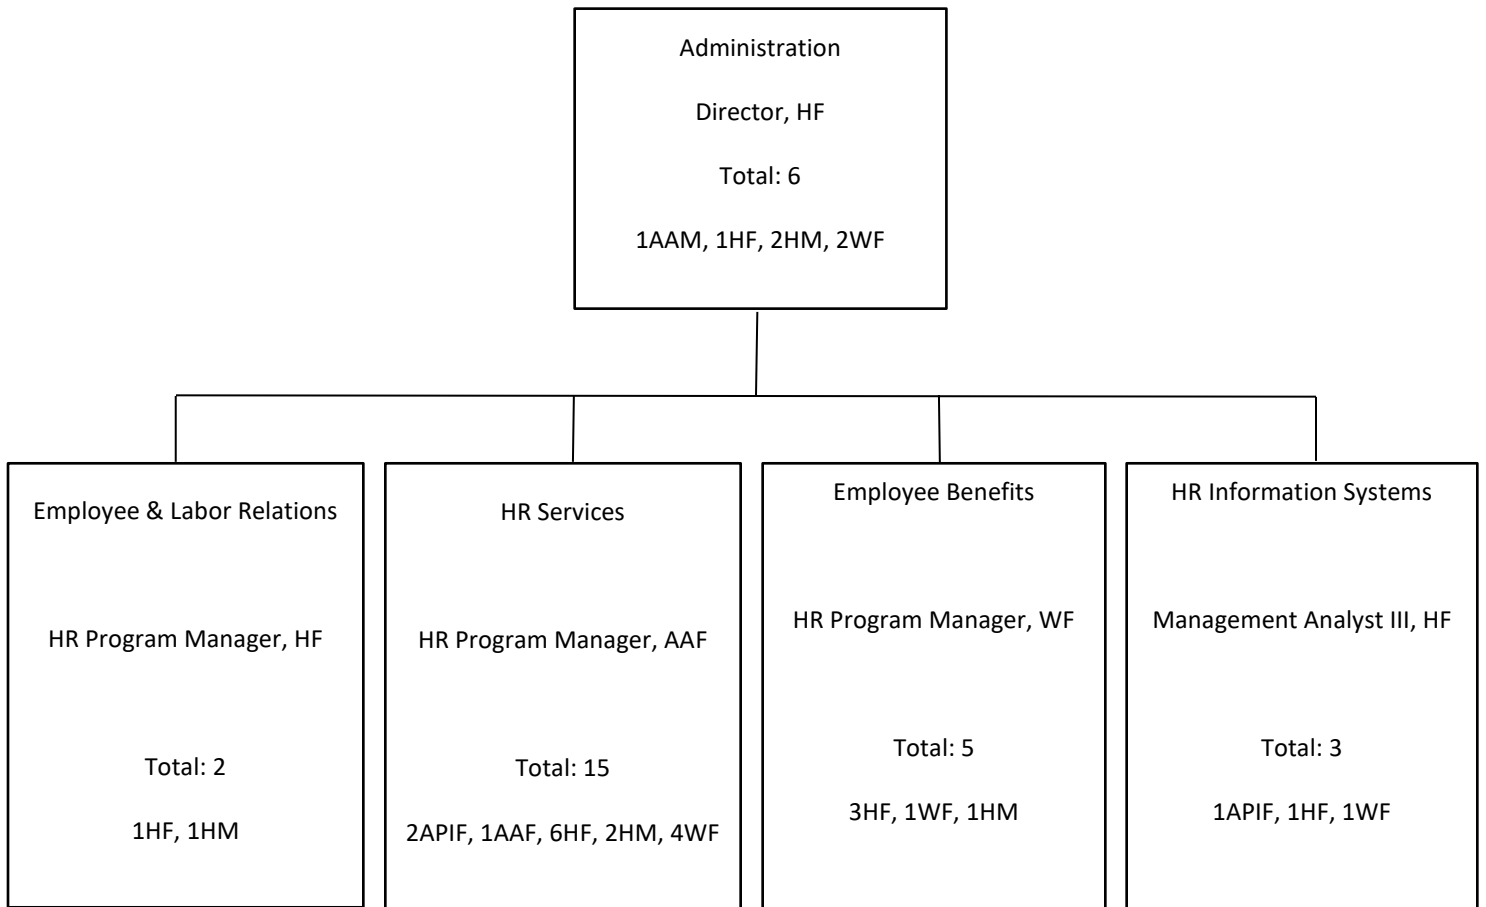 Administration
Director, HF
Total: 6
1AAM, 1HF, 2HM, 2WF
Employee & Labor Relations
HR Program Manager, HF
Total: 2
1HF, 1HM
HR Services
HR Program Manager, AAF
Total: 15
2APIF, 1AAF, 6HF, 2HM, 4WF
Employee Benefits
HR Program Manager, WF
Total: 5
3HF, 1WF, 1HM
HR Information Systems
Management Analyst III, HF
Total: 3
1APIF, 1HF, 1WF